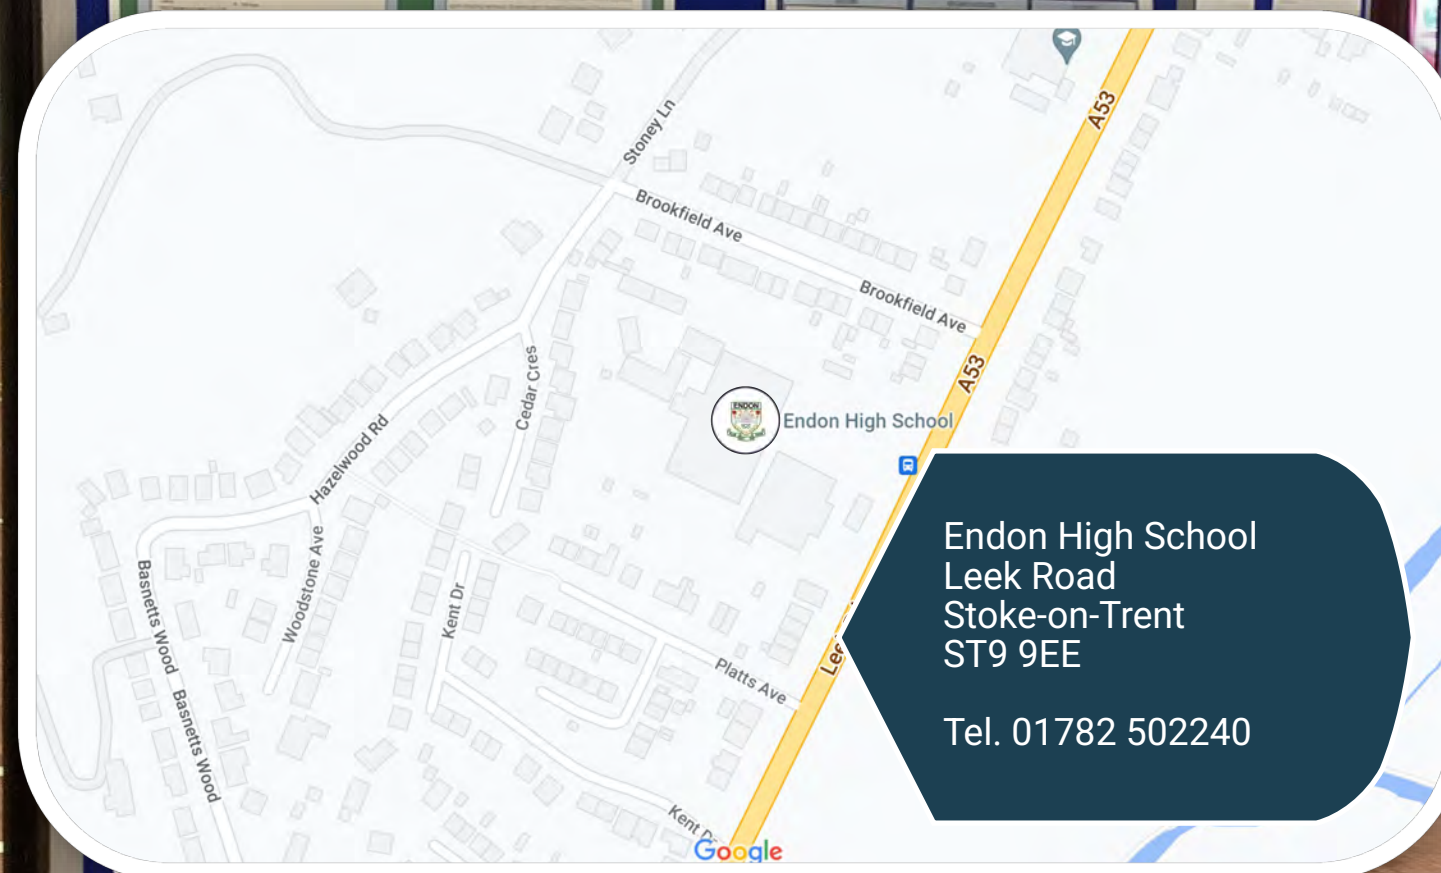 Stoney Ln
A53
Brookfield Ave
Brookfield Ave
A53
Cedar Cres
ENDON
Endon High School
Hazelwood Rd
Woodstone Ave
Basnetts Wood
Basnetts Wood
Kent Dr
Platts Ave
Kent
Google
Endon High School
Leek Road
Stoke-on-Trent
ST9 9EE
Tel. 01782 502240